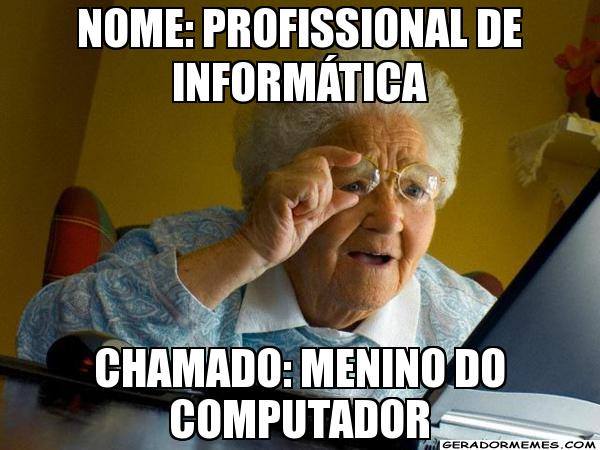 NOME: PROFISSIONAL DE
INFORMÁTICA
CHAMADO: MENINO DO
COMPUTADOR
GERADORMEMES.COM